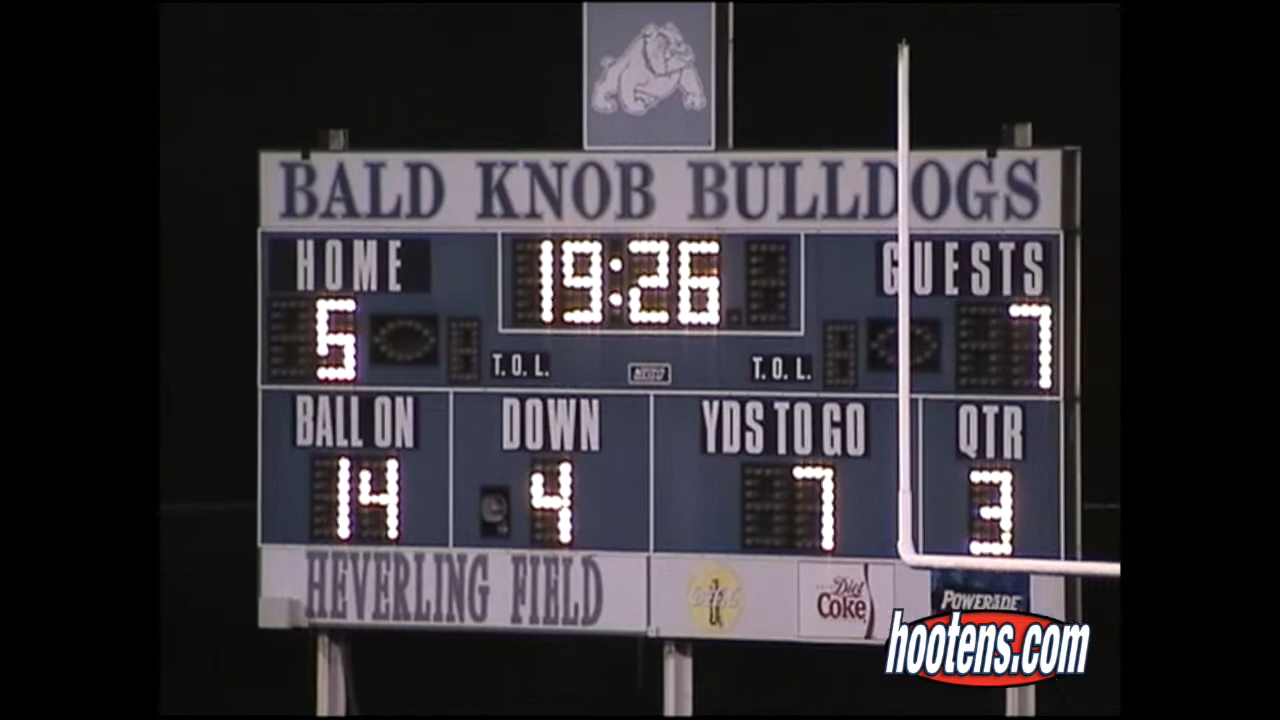 BALD KNOB BULLDOGS
HOME
19:26
GUESTS
5
7
T.O.L.
T.O.L.
BALL ON
DOWN
YDS TO GO
QTR
14
4
7
3
HEVERLING FIELD
Diet
Coke
POWERADE
hootens.com